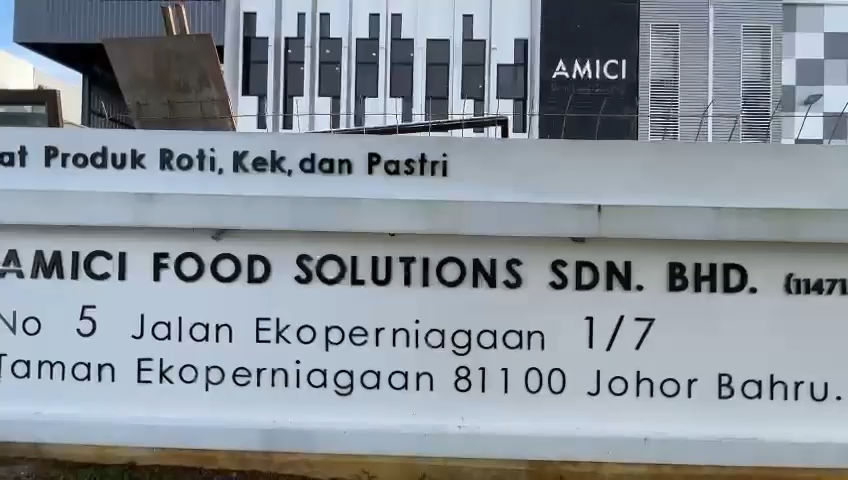 AMICI
at Produk Roti, Kek, dan Pastri
AMICI FOOD SOLUTIONS SDN. BHD. (11471
No 5 Jalan Ekoperniagaan 1/7
Taman Ekoperniagaan 81100 Johor Bahru.